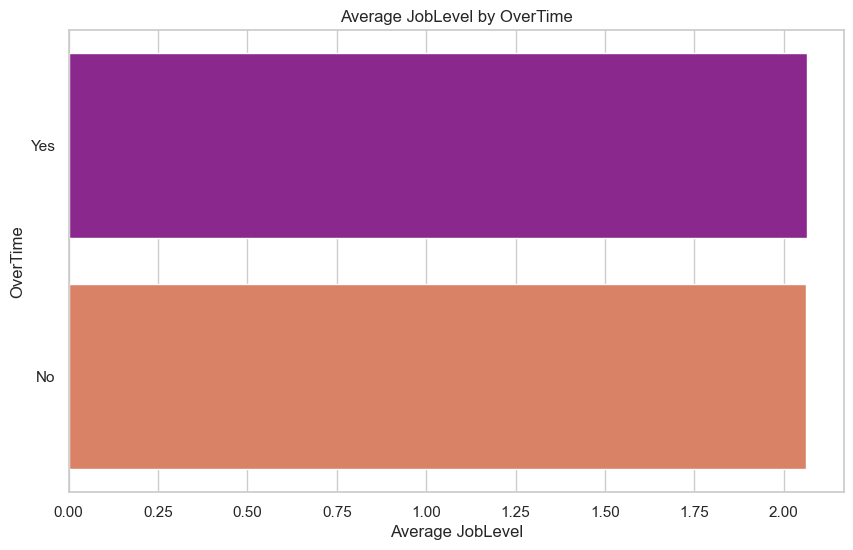 Average JobLevel by OverTime
Yes
OverTime
No
0.00 0.25 0.50 0.75 1.00 1.25 1.50 1.75 2.00
Average JobLevel